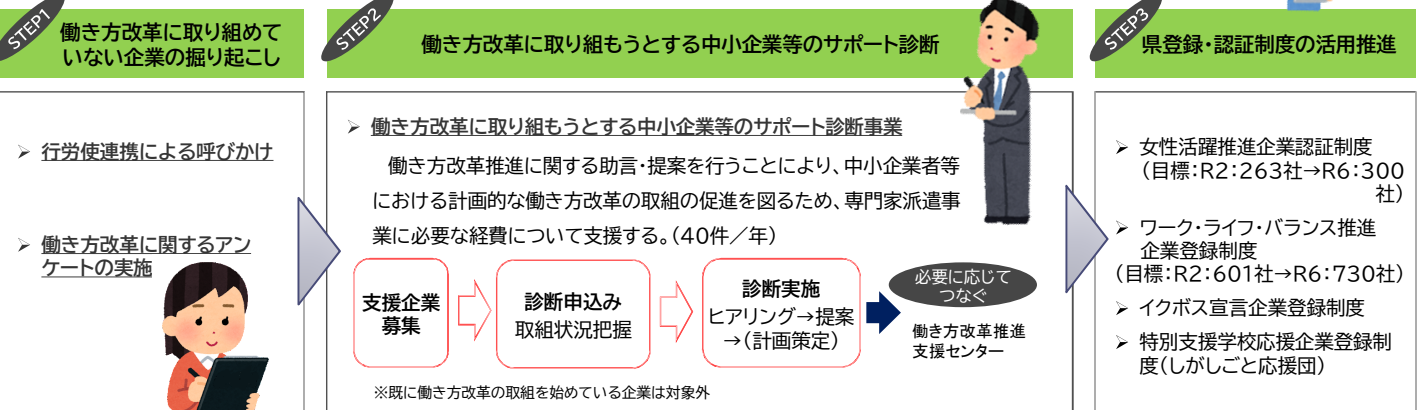 STEP1
働き方改革に取り組めて
いない企業の掘り起こし
➢ 行労使連携による呼びかけ
➢ 働き方改革に関するアン
ケートの実施
STEP2
働き方改革に取り組もうとする中小企業等のサポート診断
➢ 働き方改革に取り組もうとする中小企業等のサポート診断事業
働き方改革推進に関する助言・提案を行うことにより、中小企業者等
における計画的な働き方改革の取組の促進を図るため、専門家派遣事
業に必要な経費について支援する。(40件／年)
支援企業
募集
診断申込み
取組状況把握
診断実施
ヒアリング→提案
→(計画策定)
必要に応じて
つなぐ
働き方改革推進
支援センター
※既に働き方改革の取組を始めている企業は対象外
STEP3
県登録・認証制度の活用推進
➢ 女性活躍推進企業認証制度
(目標:R2:263社→R6:300
社)
➢ ワーク・ライフ・バランス推進
企業登録制度
(目標:R2:601社→R6:730社)
➢ イクボス宣言企業登録制度
➢ 特別支援学校応援企業登録制
度(しがしごと応援団)